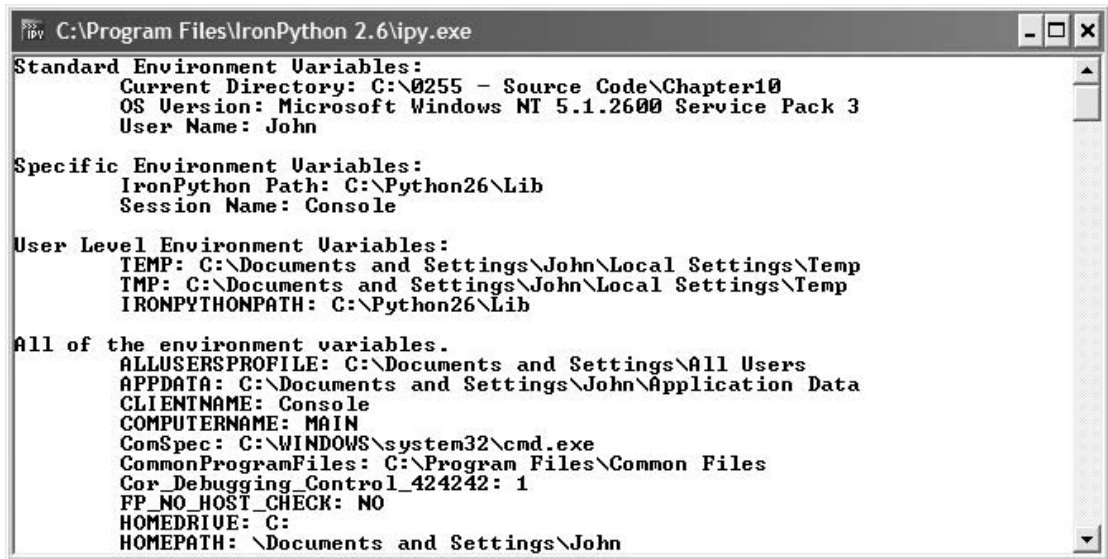 C:\Program Files\IronPython 2.6\ipy.exe
Standard Environment Variables:
Current Directory: C:\0255 - Source Code\Chapter10
OS Version: Microsoft Windows NT 5.1.2600 Service Pack 3
User Name: John
Specific Environment Variables:
IronPython Path: C:\Python26\Lib
Session Name: Console
User Level Environment Variables:
TEMP: C:\Documents and Settings\John\Local Settings\Temp
TMP: C:\Documents and Settings\John\Local Settings\Temp
IRONPYTHONPATH: C:\Python26\Lib
All of the environment variables.
ALLUSERSPROFILE: C:\Documents and Settings\All Users
APPDATA: C:\Documents and Settings\John\Application Data
CLIENTNAME: Console
COMPUTERNAME: MAIN
ComSpec: C:\WINDOWS\system32\cmd.exe
CommonProgramFiles: C:\Program Files\Common Files
Cor_Debugging_Control_424242: 1
FP_NO_HOST_CHECK: NO
HOMEDRIVE: C:
HOMEPATH: \Documents and Settings\John